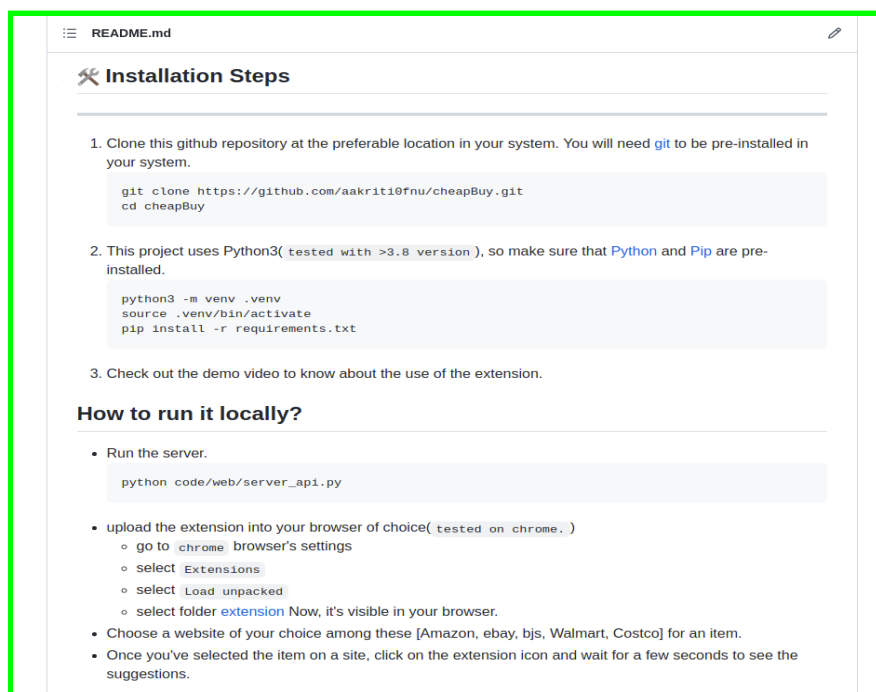 README.md
🛠 Installation Steps
1. Clone this github repository at the preferable location in your system. You will need git to be pre-installed in
your system.
git clone https://github.com/aakriti0fnu/cheapBuy.git
cd cheapBuy
2. This project uses Python3( tested with >3.8 version ), so make sure that Python and Pip are pre-
installed.
python3 -m venv .venv
source .venv/bin/activate
pip install -r requirements.txt
3. Check out the demo video to know about the use of the extension.
How to run it locally?
• Run the server.
python code/web/server_api.py
• upload the extension into your browser of choice( tested on chrome. )
◦ go to chrome browser's settings
◦ select Extensions
◦ select Load unpacked
◦ select folder extension Now, it's visible in your browser.
• Choose a website of your choice among these [Amazon, ebay, bjs, Walmart, Costco] for an item.
• Once you've selected the item on a site, click on the extension icon and wait for a few seconds to see the
suggestions.